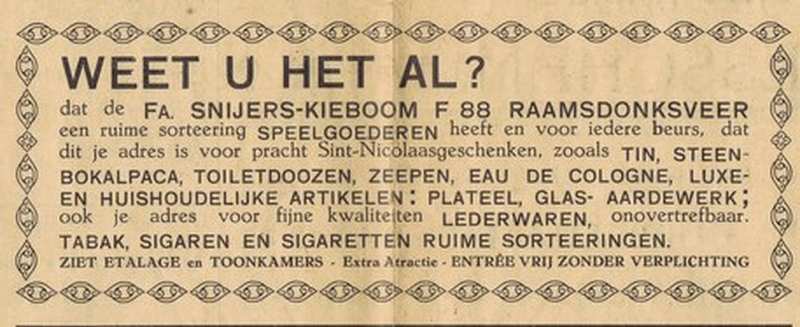 WEET U HET AL?
dat de FA. SNIJERS-KIEBOOM F 88 RAAMSDONKSVEER
een ruime sorteering SPEELGOEDEREN heeft en voor iedere beurs, dat
dit je adres is voor pracht Sint-Nicolaasgeschenken, zooals TIN, STEEN-
BOKALPACA, TOILETDOOZEN, ZEEPEN, EAU DE COLOGNE, LUXE-
EN HUISHOUDELIJKE ARTIKELEN: PLATEEL, GLAS- AARDEWERK;
ook je adres voor fijne kwaliteiten LEDERWAREN, onovertrefbaar.
TABAK, SIGAREN EN SIGARETTEN RUIME SORTEERINGEN.
ZIET ETALAGE en TOONKAMERS - Extra Atractie - ENTRÉE VRIJ ZONDER VERPLICHTING